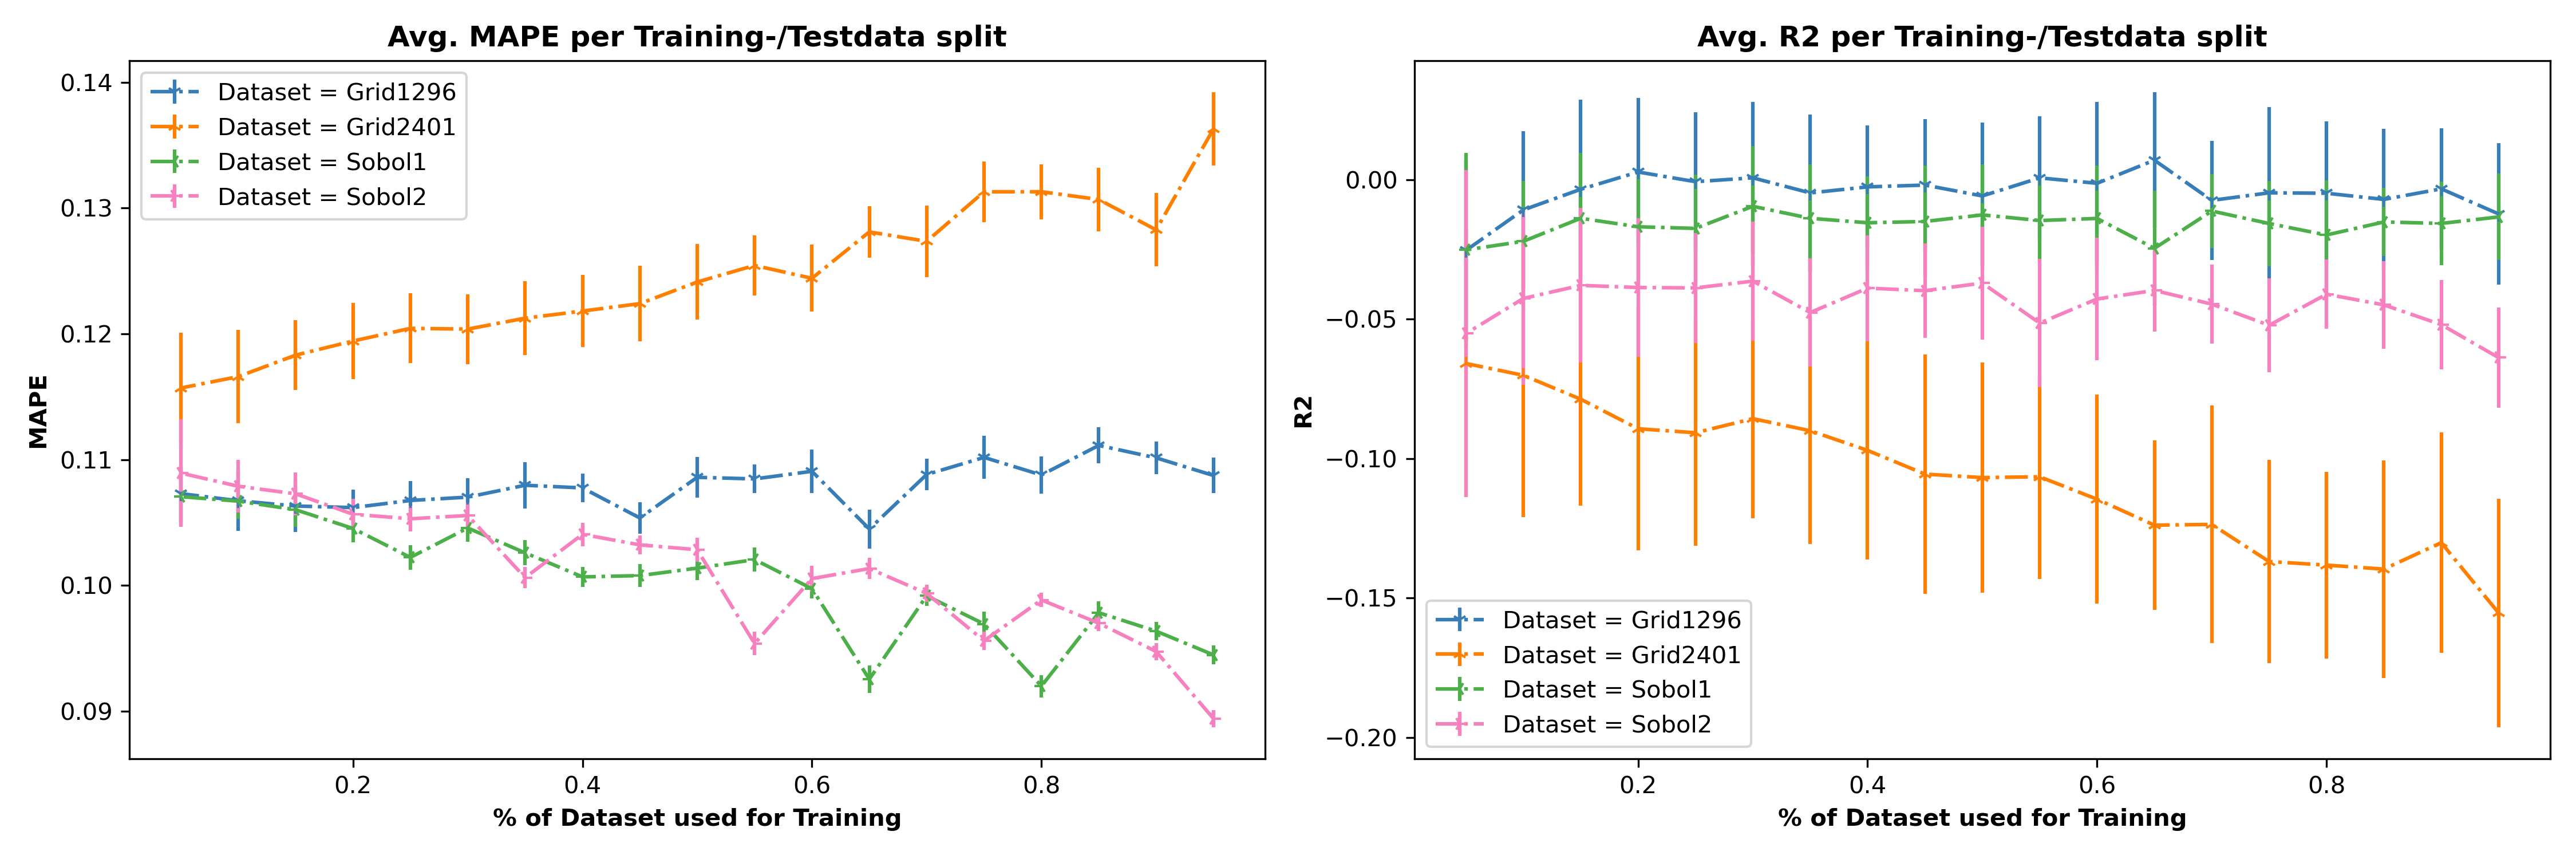 Avg. MAPE per Training-/Testdata split
0.14
0.13
0.12
0.11
0.10
0.09
MAPE
Dataset = Grid1296
Dataset = Grid2401
Dataset = Sobol1
Dataset = Sobol2
0.2
0.4
0.6
0.8
% of Dataset used for Training
Avg. R2 per Training-/Testdata split
0.00
−0.05
−0.10
−0.15
−0.20
R2
Dataset = Grid1296
Dataset = Grid2401
Dataset = Sobol1
Dataset = Sobol2
0.2
0.4
0.6
0.8
% of Dataset used for Training